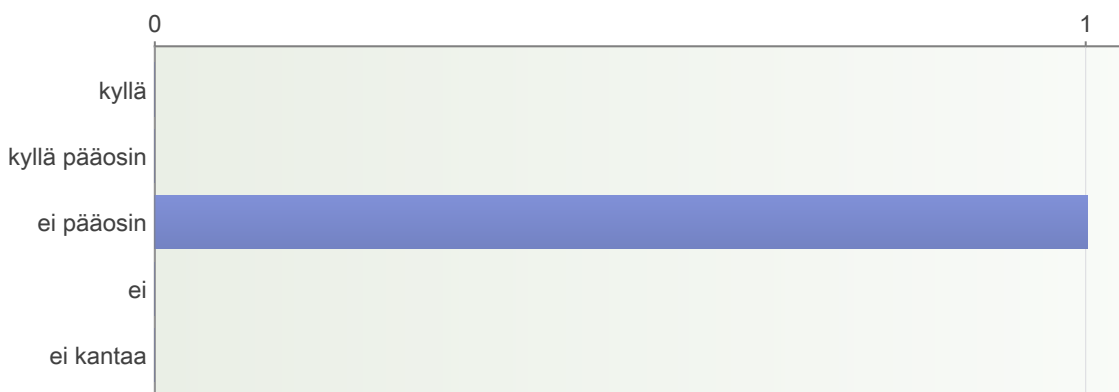 0 1
kyllä
kyllä pääosin
ei pääosin
ei
ei kantaa